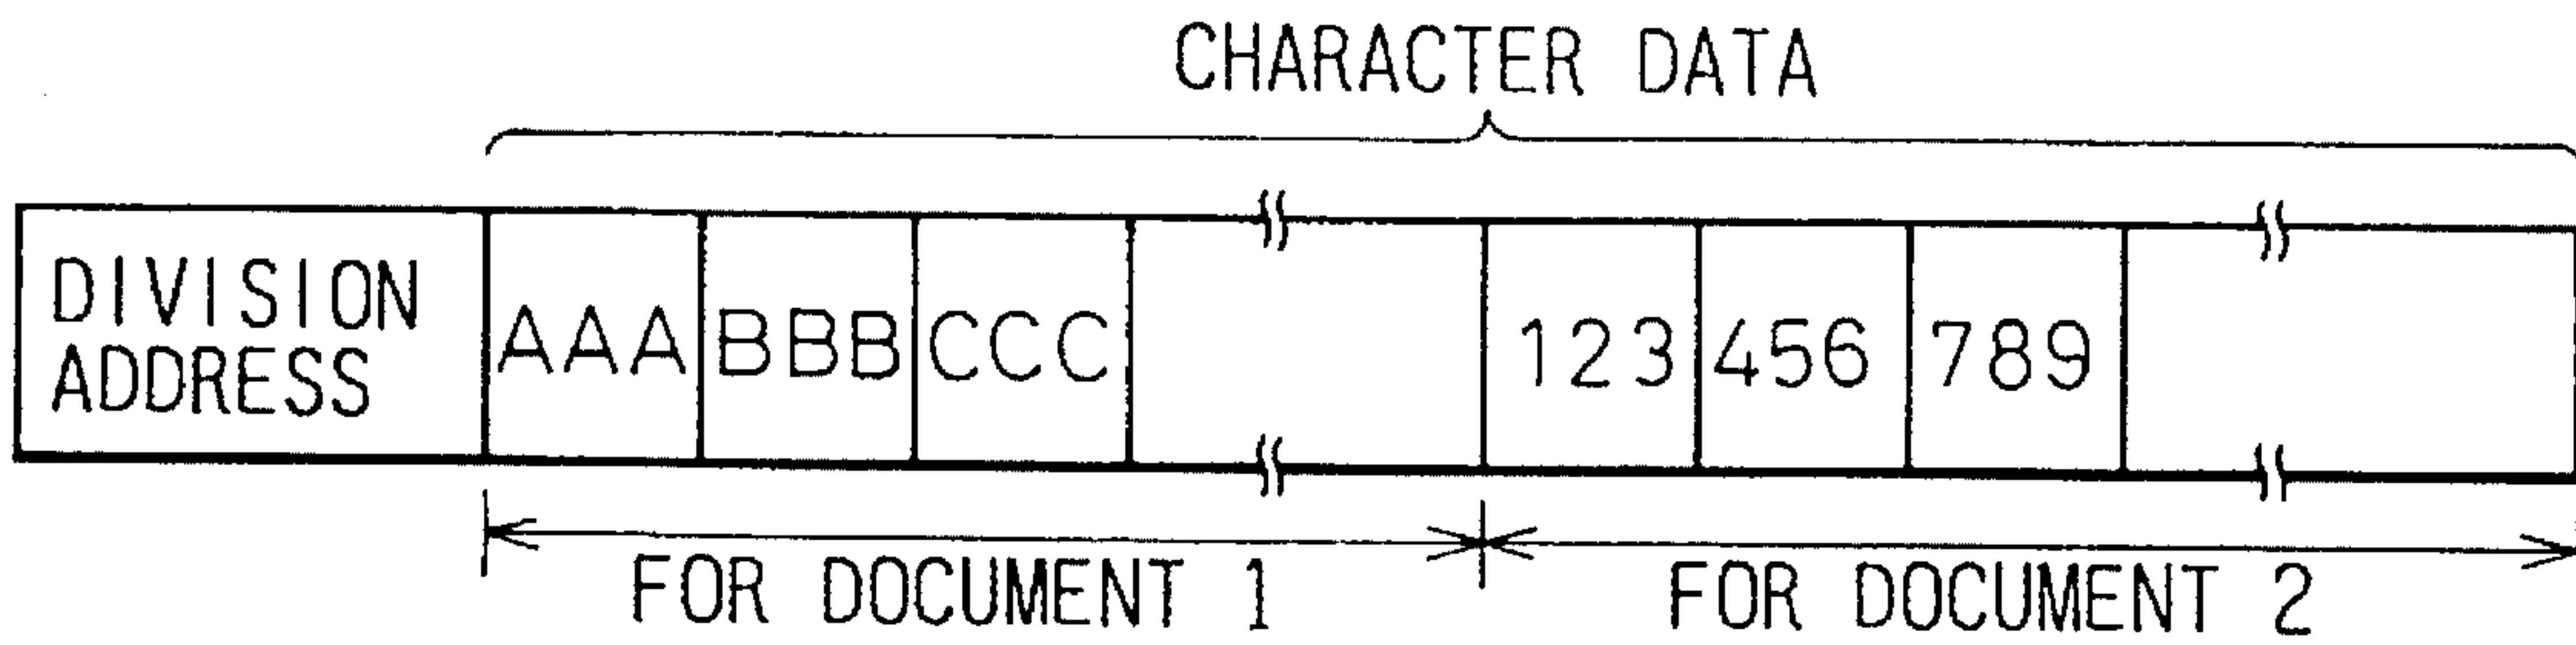 CHARACTER DATA
DIVISION
ADDRESS
AAA
BBB
CCC
123
456
789
FOR DOCUMENT 1
FOR DOCUMENT 2